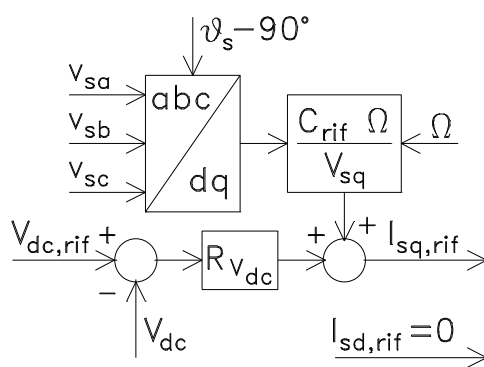 ϑs−90°
vsa
vsb
vsc
abc
dq
Crif Ω
Vsq
Ω
Vdc,rif
+
−
Vdc
RVdc
+
+
Isq,rif
Isd,rif=0